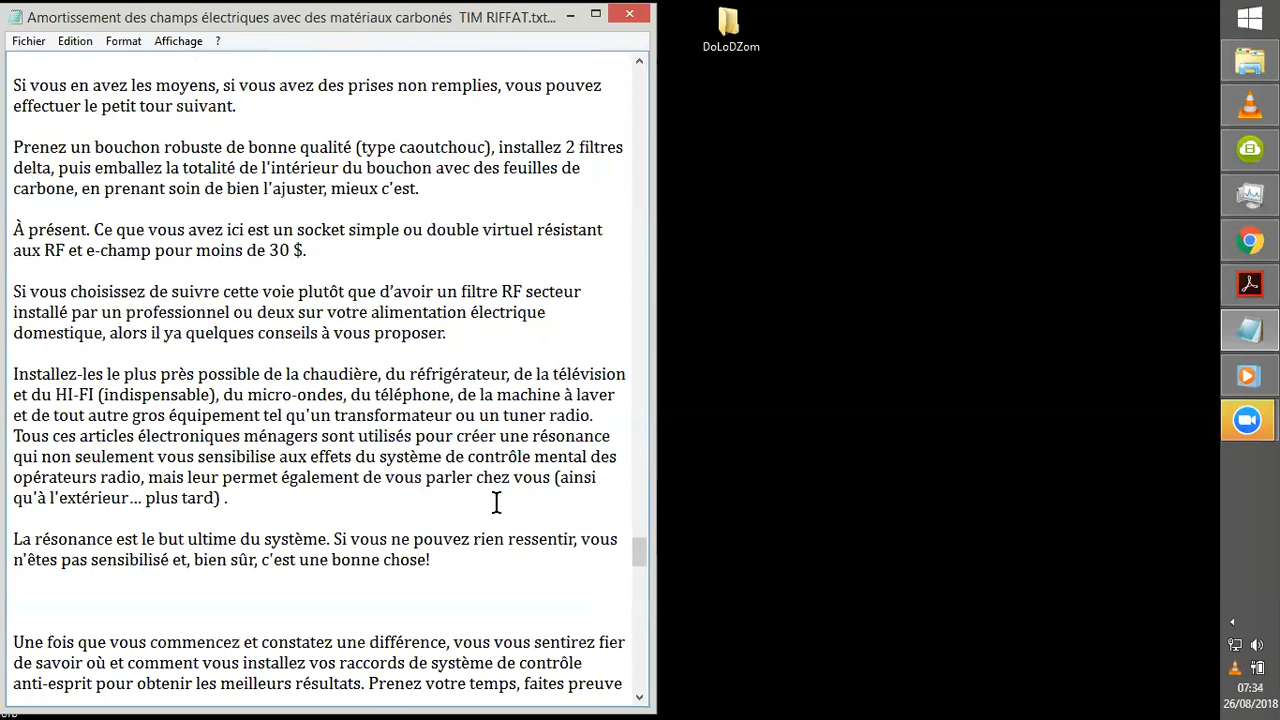 Amortissement des champs électriques avec des matériaux carbonés  TIM RIFFAT.txt...
DoLoDZom
Fichier Edition Format Affichage ?
Si vous en avez les moyens, si vous avez des prises non remplies, vous pouvez
effectuer le petit tour suivant.
Prenez un bouchon robuste de bonne qualité (type caoutchouc), installez 2 filtres
delta, puis emballez la totalité de l'intérieur du bouchon avec des feuilles de
carbone, en prenant soin de bien l'ajuster, mieux c'est.
À présent. Ce que vous avez ici est un socket simple ou double virtuel résistant
aux RF et e-champ pour moins de 30 $.
Si vous choisissez de suivre cette voie plutôt que d’avoir un filtre RF secteur
installé par un professionnel ou deux sur votre alimentation électrique
domestique, alors il ya quelques conseils à vous proposer.
Installez-les le plus près possible de la chaudière, du réfrigérateur, de la télévision
et du HI-FI (indispensable), du micro-ondes, du téléphone, de la machine à laver
et de tout autre gros équipement tel qu'un transformateur ou un tuner radio.
Tous ces articles électroniques ménagers sont utilisés pour créer une résonance
qui non seulement vous sensibilise aux effets du système de contrôle mental des
opérateurs radio, mais leur permet également de vous parler chez vous (ainsi
qu'à l'extérieur... plus tard) .
La résonance est le but ultime du système. Si vous ne pouvez rien ressentir, vous
n'êtes pas sensibilisé et, bien sûr, c'est une bonne chose!
Une fois que vous commencez et constatez une différence, vous vous sentirez fier
de savoir où et comment vous installez vos raccords de système de contrôle
anti-esprit pour obtenir les meilleurs résultats. Prenez votre temps, faites preuve
07:34
26/08/2018